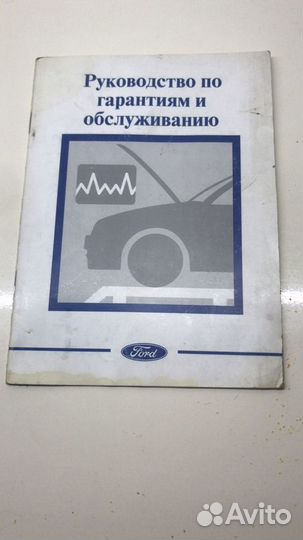 Руководство по
гарантиям и
обслуживанию
Ford
Avito